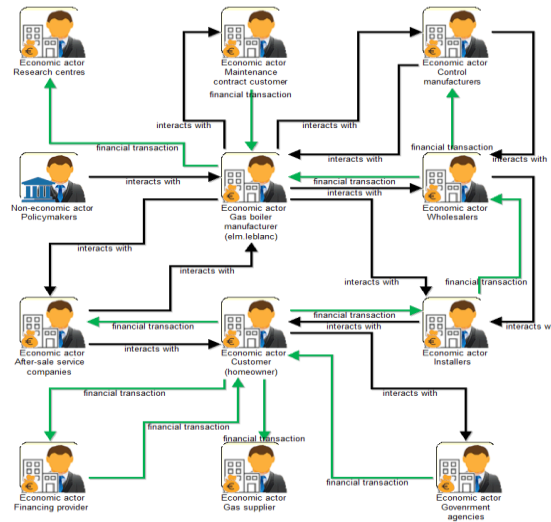 Economic actor
Research centres
Economic actor
Maintenance
contract customer
Economic actor
Control
manufacturers
financial transaction
interacts with
interacts with
interacts with
financial transaction
financial transaction
interacts with
financial transaction
interacts with
interacts with
Non-economic actor
Policymakers
Economic actor
Gas boiler
manufacturer
(elm.leblanc)
Economic actor
Wholesalers
interacts with
interacts with
interacts with
financial transaction
financial transaction
financial transaction
interacts with
interacts w
interacts with
Economic actor
After-sale service
companies
Economic actor
Customer
(homeowner)
Economic actor
Installers
financial transaction
interacts with
financial transaction
financial transaction
financial transaction
Economic actor
Financing provider
Economic actor
Gas supplier
Economic actor
Govenrment
agencies